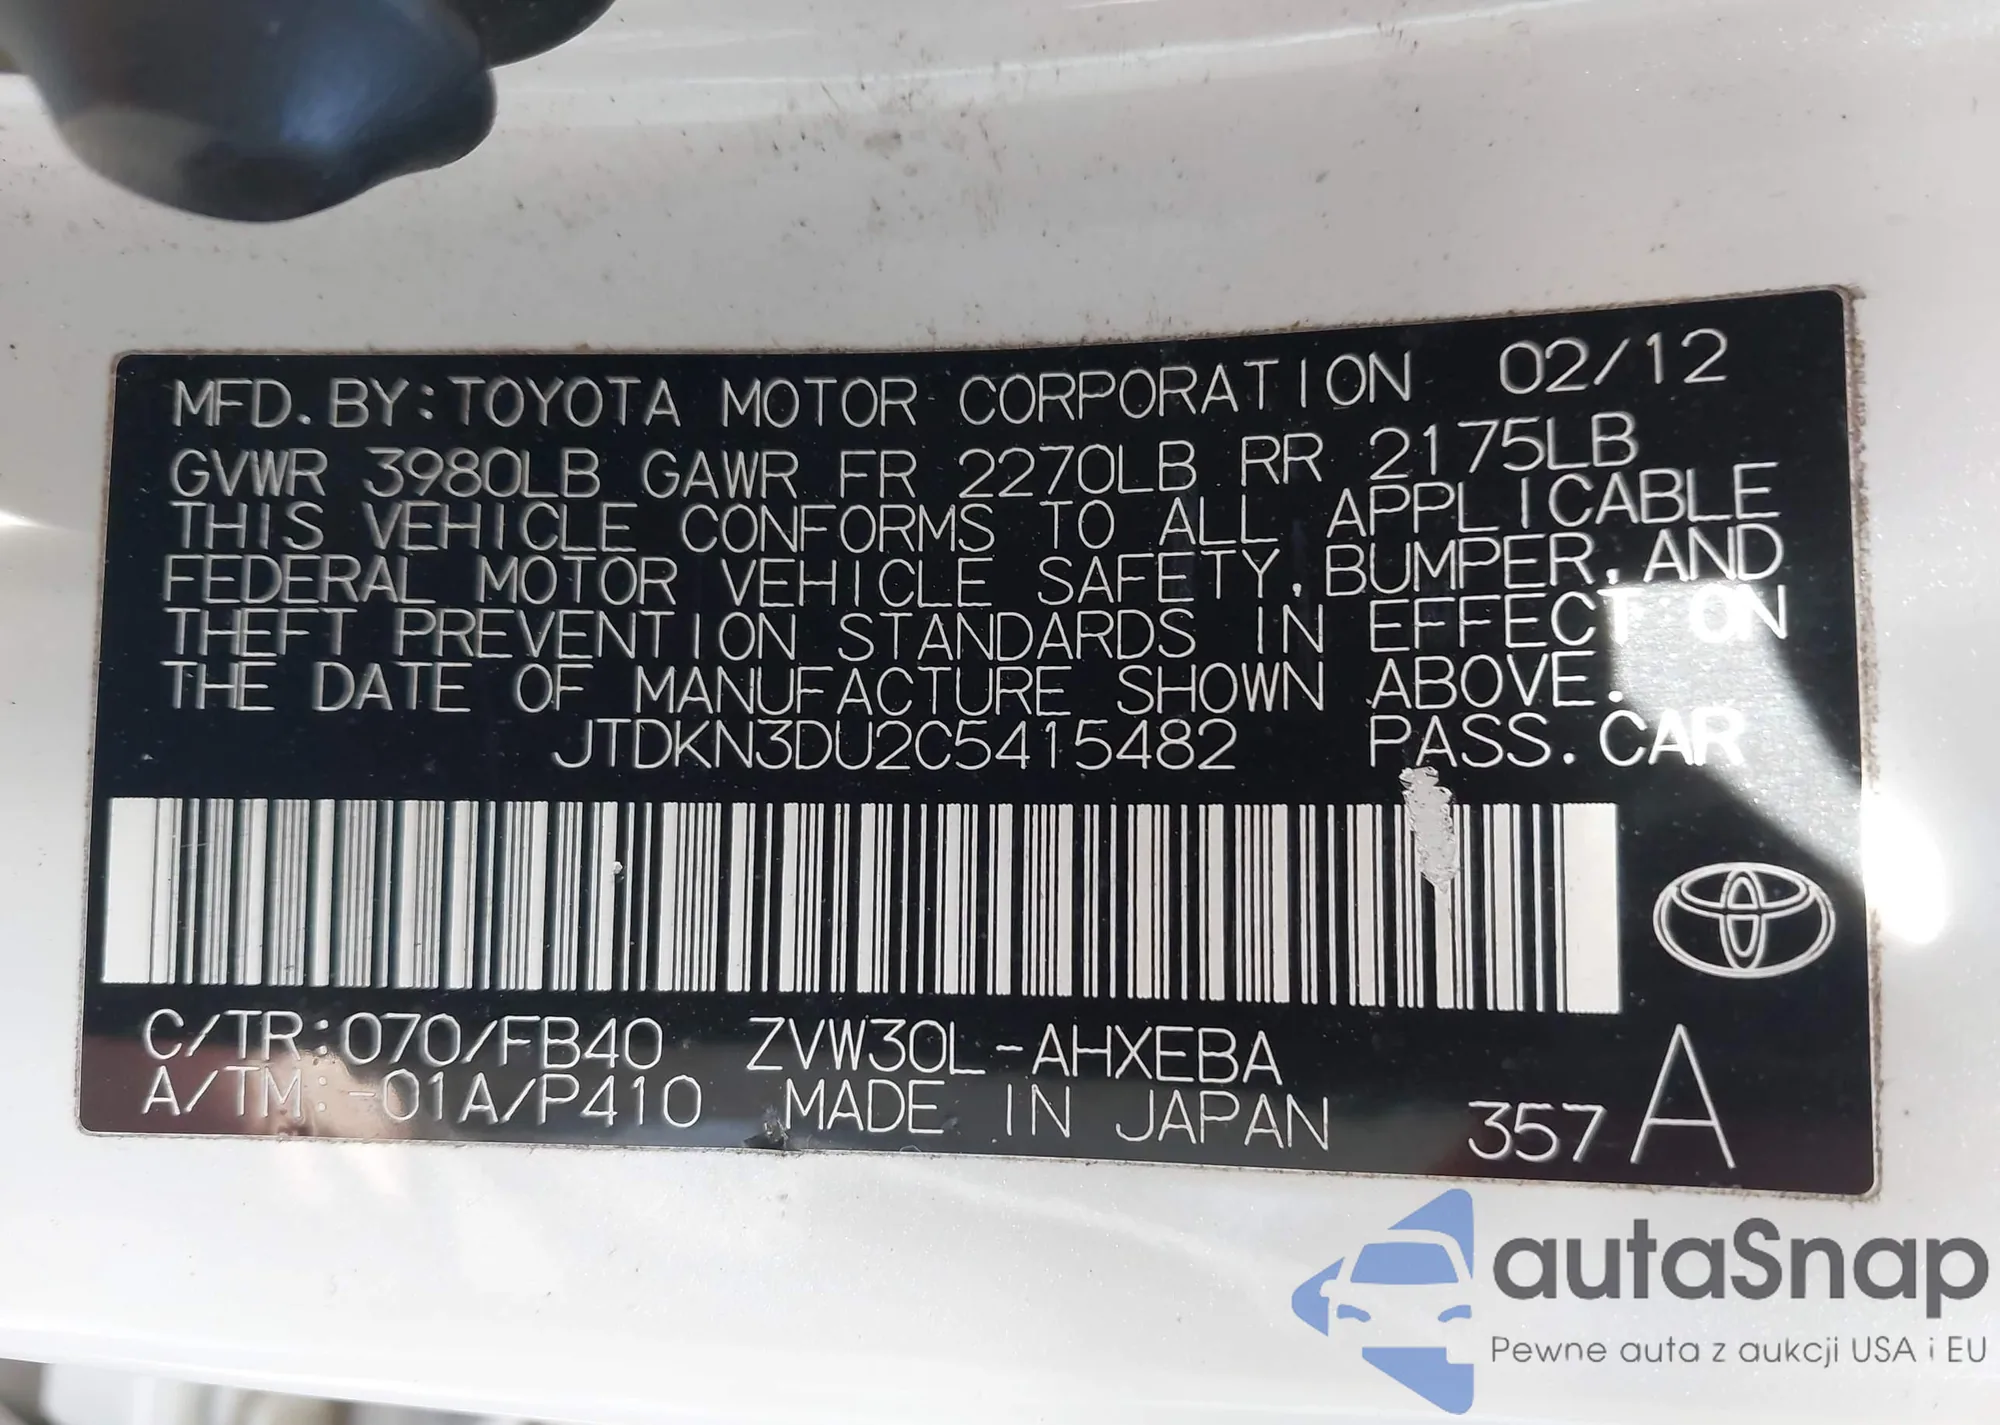 MFD. BY: TOYOTA MOTOR CORPORATION 02/12
GVWR 3980LB GAWR FR 2270LB RR 2175LB
THIS VEHICLE CONFORMS TO ALL APPLICABLE
FEDERAL MOTOR VEHICLE SAFETY, BUMPER, AND
THEFT PREVENTION STANDARDS IN EFFECT ON
THE DATE OF MANUFACTURE SHOWN ABOVE.
JTDKN3DU2C5415482 PASS. CAR
C/TR: 070/FB40 ZVW30L-AHXEBA
A/TM: -01A/P410 MADE IN JAPAN 357 A
autaSnap
Pewne auta z aukcji USA i EU